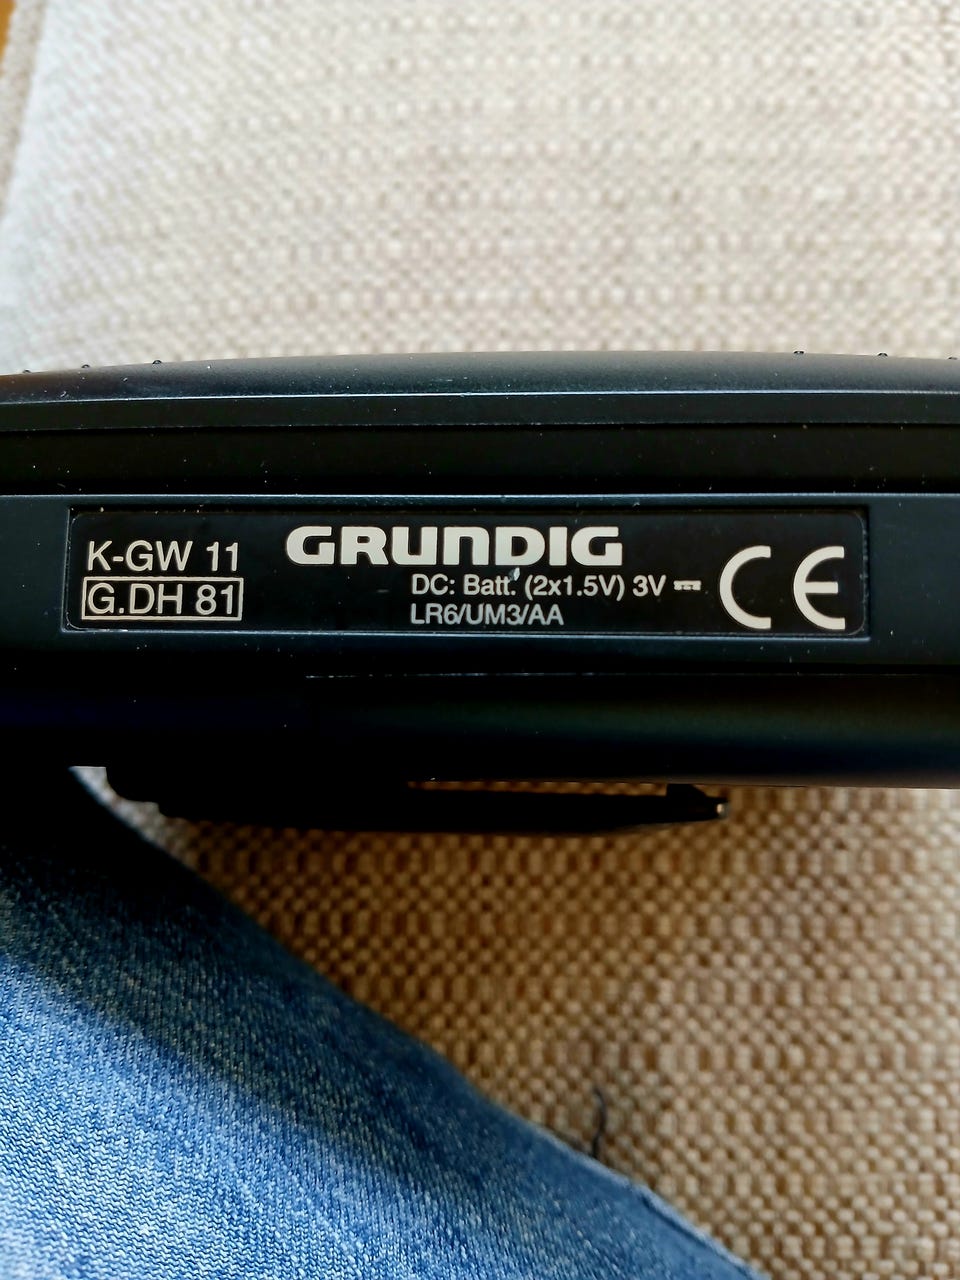 K-GW 11
G.DH 81
GRUNDIG
DC: Batt. (2x1.5V) 3V ⎓
LR6/UM3/AA
CE